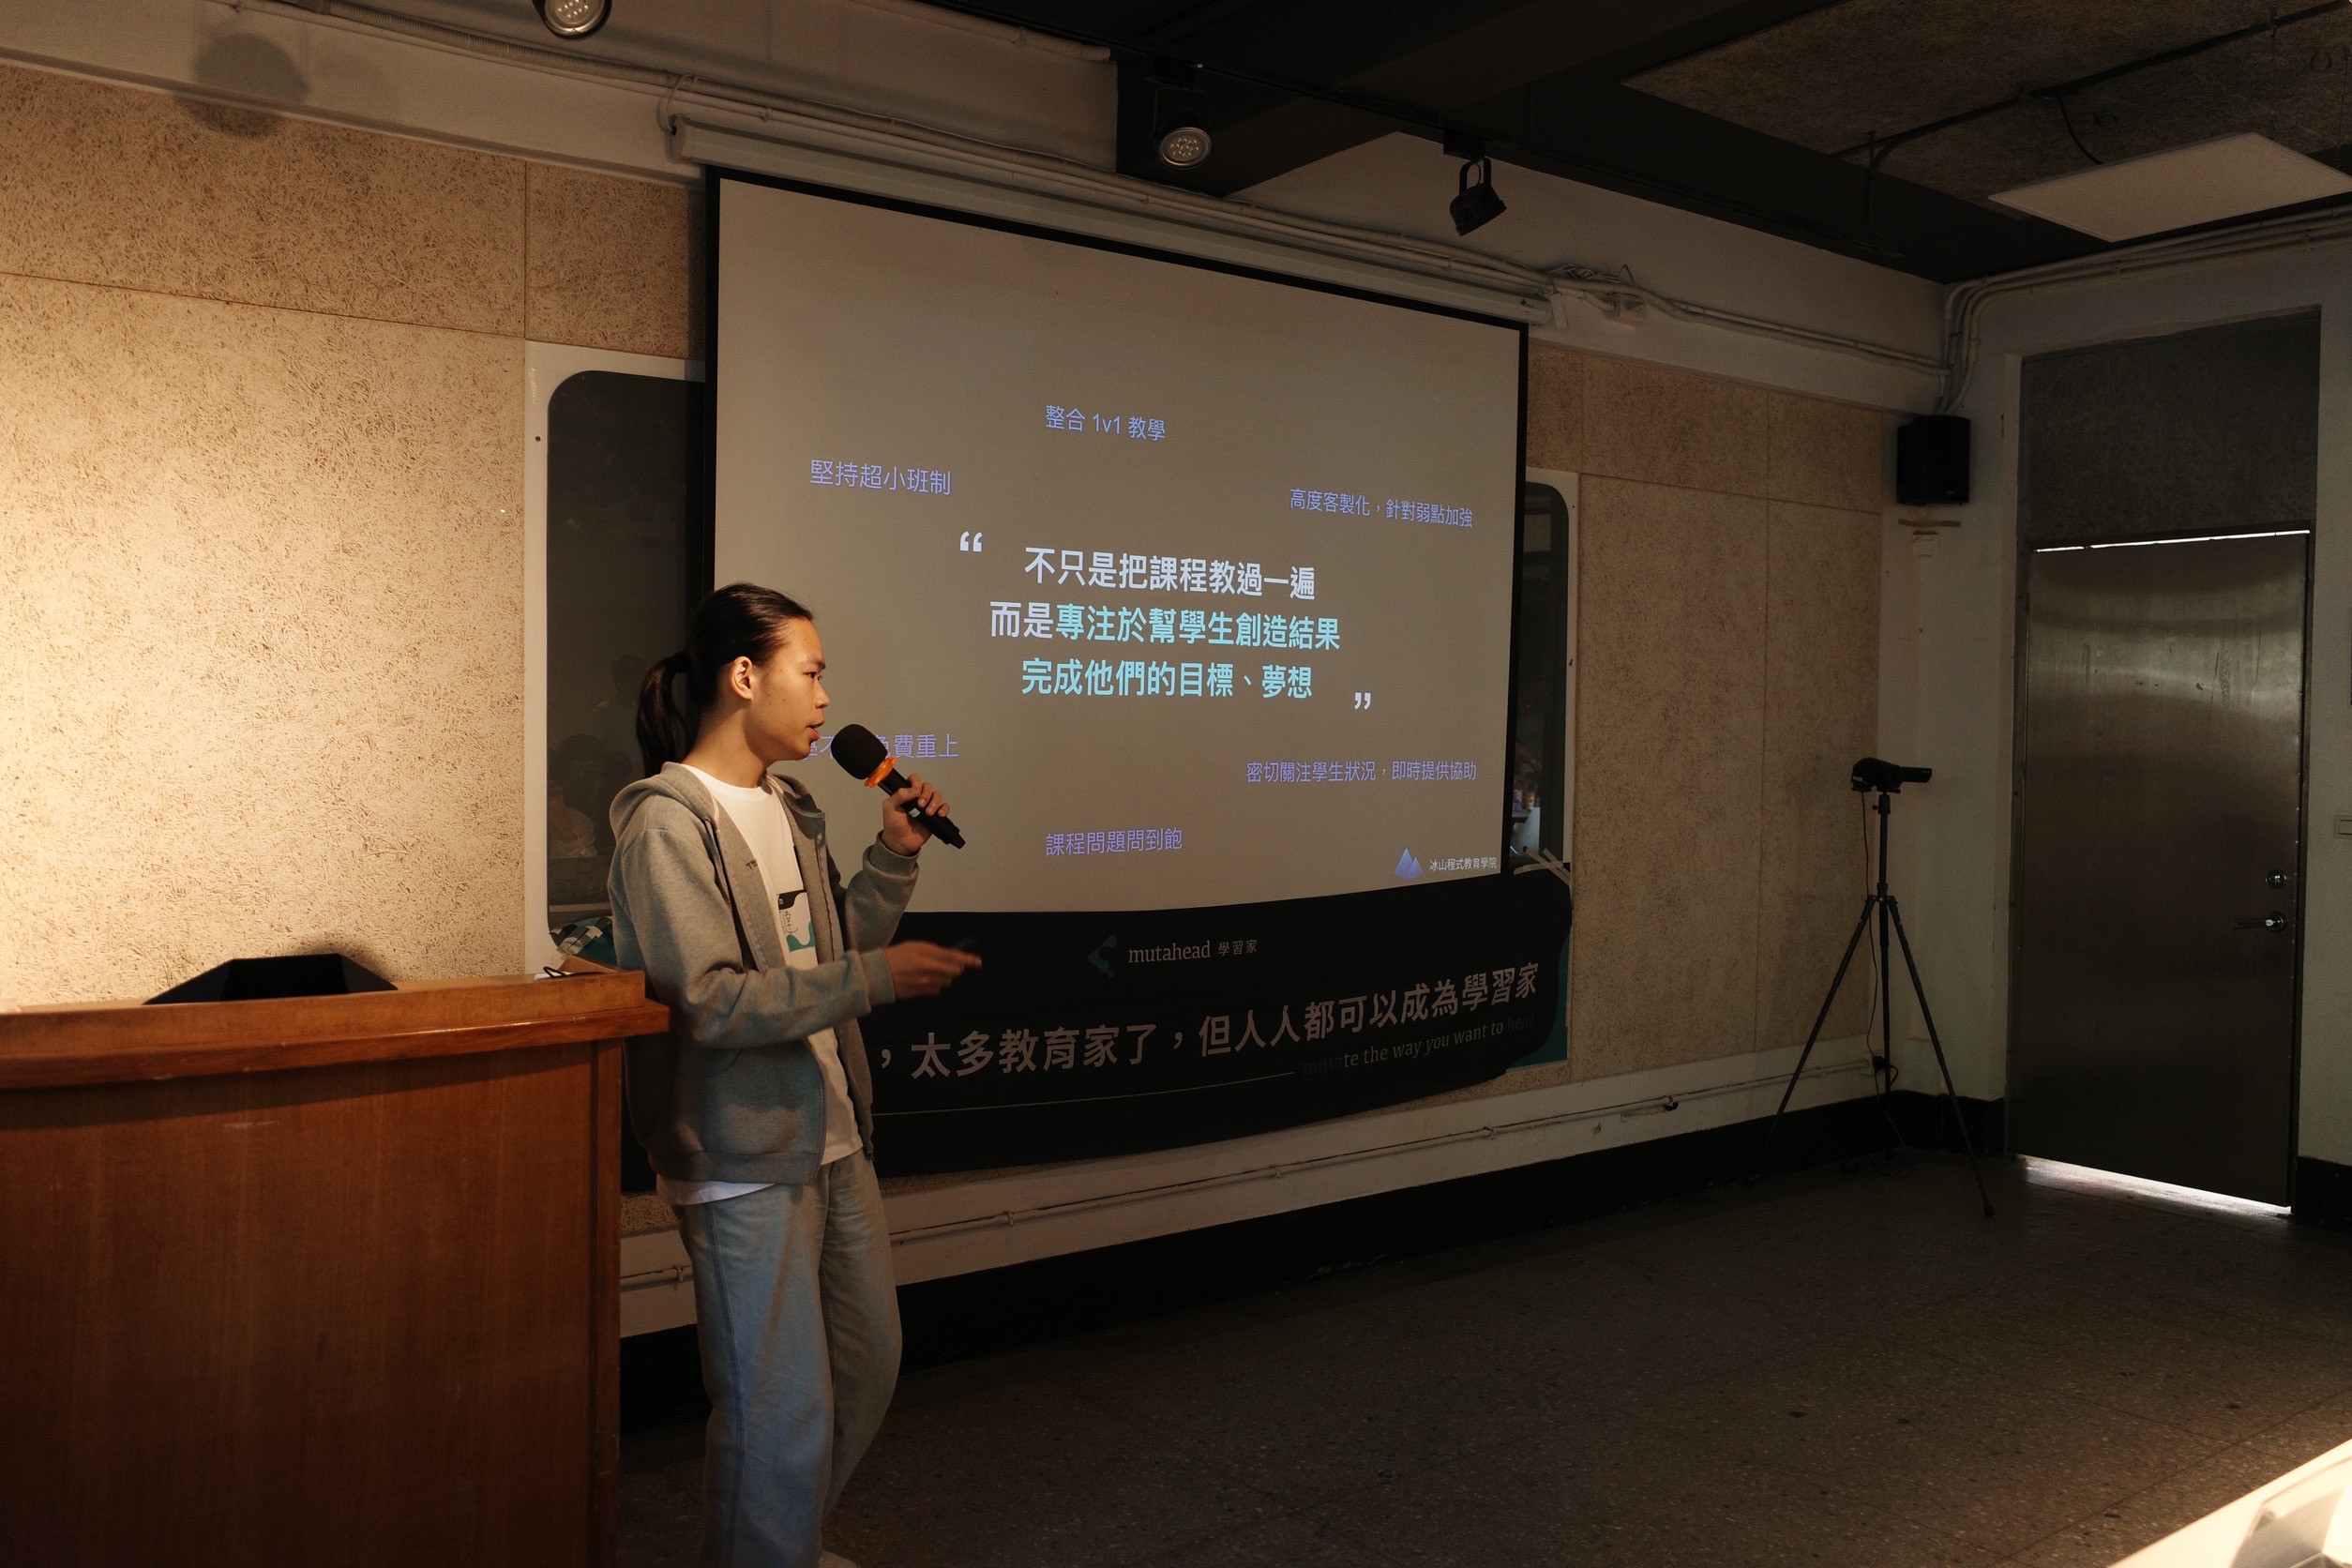 整合 1v1 教學
堅持超小班制
高度客製化，針對弱點加強
“ 不只是把課程教過一遍
而是專注於幫學生創造結果
完成他們的目標、夢想 ”
費重上
密切關注學生狀況，即時提供協助
課程問題問到飽
冰山程式教育學院
mutahead 學習家
，太多教育家了，但人人都可以成為學習家
mutate the way you want to head